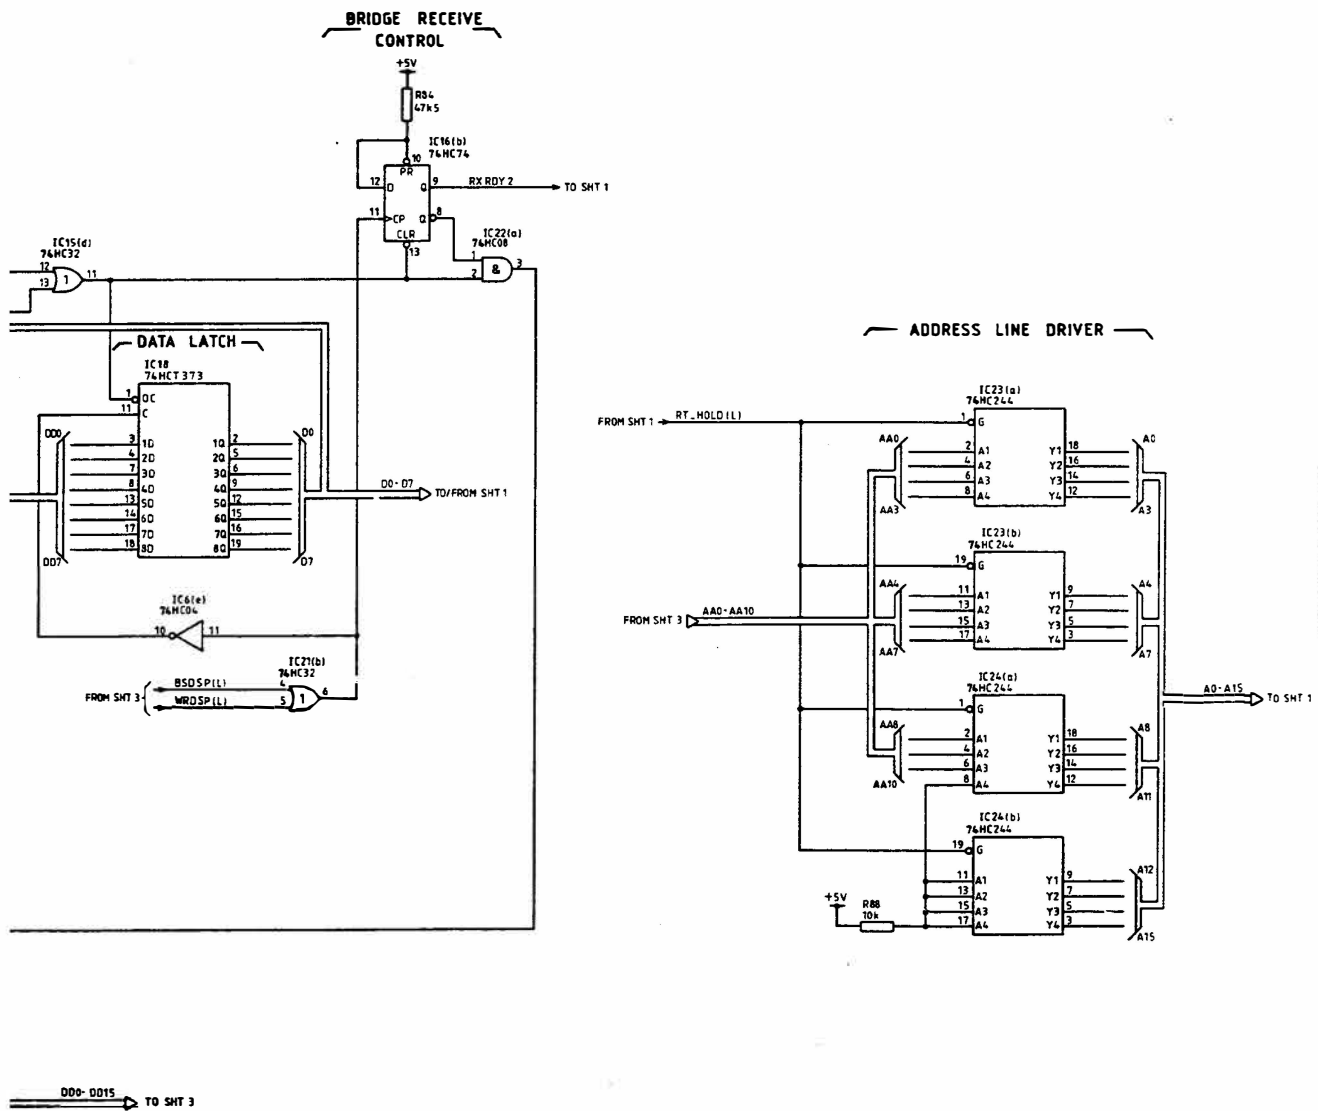 BRIDGE RECEIVE
CONTROL
+5V
R84
47k5
IC16(b)
74HC74
10
PR
12 D Q 9 RXRDY2 TO SHT 1
11 CP Q 8
CLR
13
IC22(a)
74HC08
1
2
&
3
IC15(d)
74HC32
12
13
1
11
DATA LATCH
IC18
74HCT373
1 OC
11 C
DD0
DD7
3 1D 1Q 2
4 2D 2Q 5
7 3D 3Q 6
8 4D 4Q 9
13 5D 5Q 12
14 6D 6Q 15
17 7D 7Q 16
18 8D 8Q 19
D0
D7
D0-D7 TO/FROM SHT 1
IC6(e)
74HC04
10 11
IC21(b)
74HC32
FROM SHT 3
BSDSP(L) 4
WRDSP(L) 5
1
6
DD0-DD15 TO SHT 3
ADDRESS LINE DRIVER
FROM SHT 1 RT_HOLD(L)
IC23(a)
74HC244
1 G
AA0
AA3
2 A1 Y1 18
4 A2 Y2 16
6 A3 Y3 14
8 A4 Y4 12
A0
A3
IC23(b)
74HC244
19 G
AA4
AA7
11 A1 Y1 9
13 A2 Y2 7
15 A3 Y3 5
17 A4 Y4 3
A4
A7
FROM SHT 3 AA0-AA10
IC24(a)
74HC244
1 G
AA8
AA10
2 A1 Y1 18
4 A2 Y2 16
6 A3 Y3 14
8 A4 Y4 12
A8
A11
A0-A15 TO SHT 1
IC24(b)
74HC244
19 G
11 A1 Y1 9
13 A2 Y2 7
15 A3 Y3 5
17 A4 Y4 3
A12
A15
+5V
R88
10k